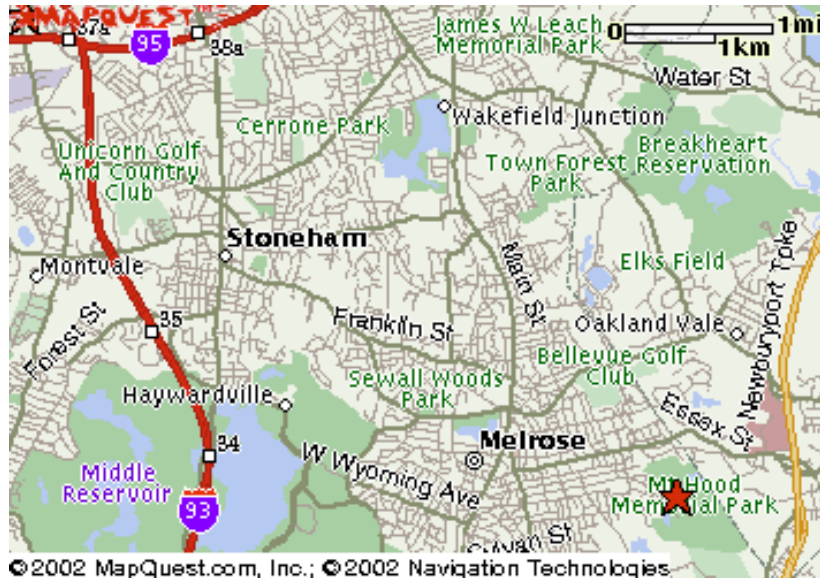 MAPQUEST
37a
95
38a
James W Leach
Memorial Park
0
1mi
1km
Water St
Wakefield Junction
Cerrone Park
Unicorn Golf
And Country
Club
Town Forest
Park
Breakheart
Reservation
Stoneham
Montvale
Main St
Elks Field
Newburyport Tpke
35
Forest St
Franklin St
Oakland Vale
Bellevue Golf
Club
Sewall Woods
Park
Haywardville
Essex St
34
Melrose
Middle
Reservoir
W Wyoming Ave
93
Mt Hood
Memorial Park
Sylvan St
©2002 MapQuest.com, Inc.; ©2002 Navigation Technologies